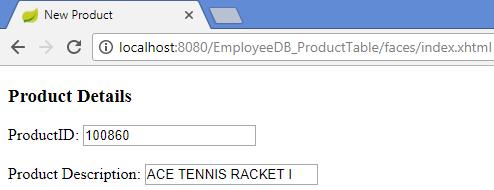 New Product
localhost:8080/EmployeeDB_ProductTable/faces/index.xhtml
Product Details
ProductID: 100860
Product Description: ACE TENNIS RACKET I